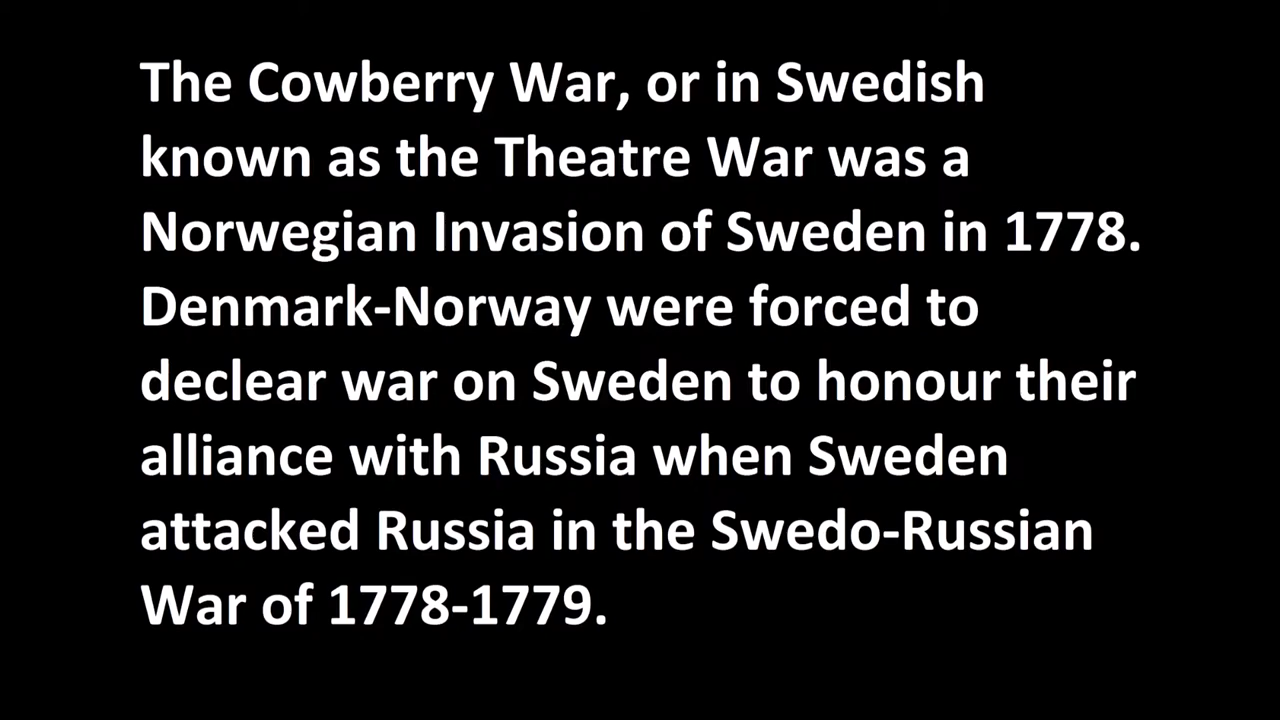 The Cowberry War, or in Swedish
known as the Theatre War was a
Norwegian Invasion of Sweden in 1778.
Denmark-Norway were forced to
declear war on Sweden to honour their
alliance with Russia when Sweden
attacked Russia in the Swedo-Russian
War of 1778-1779.